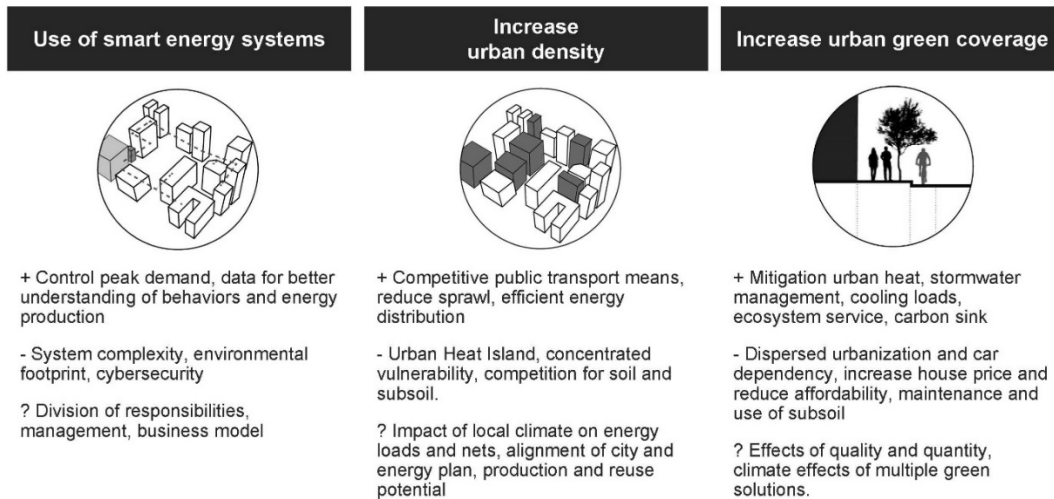 Use of smart energy systems
+ Control peak demand, data for better
understanding of behaviors and energy
production
- System complexity, environmental
footprint, cybersecurity
? Division of responsibilities,
management, business model
Increase
urban density
+ Competitive public transport means,
reduce sprawl, efficient energy
distribution
- Urban Heat Island, concentrated
vulnerability, competition for soil and
subsoil.
? Impact of local climate on energy
loads and nets, alignment of city and
energy plan, production and reuse
potential
Increase urban green coverage
+ Mitigation urban heat, stormwater
management, cooling loads,
ecosystem service, carbon sink
- Dispersed urbanization and car
dependency, increase house price and
reduce affordability, maintenance and
use of subsoil
? Effects of quality and quantity,
climate effects of multiple green
solutions.